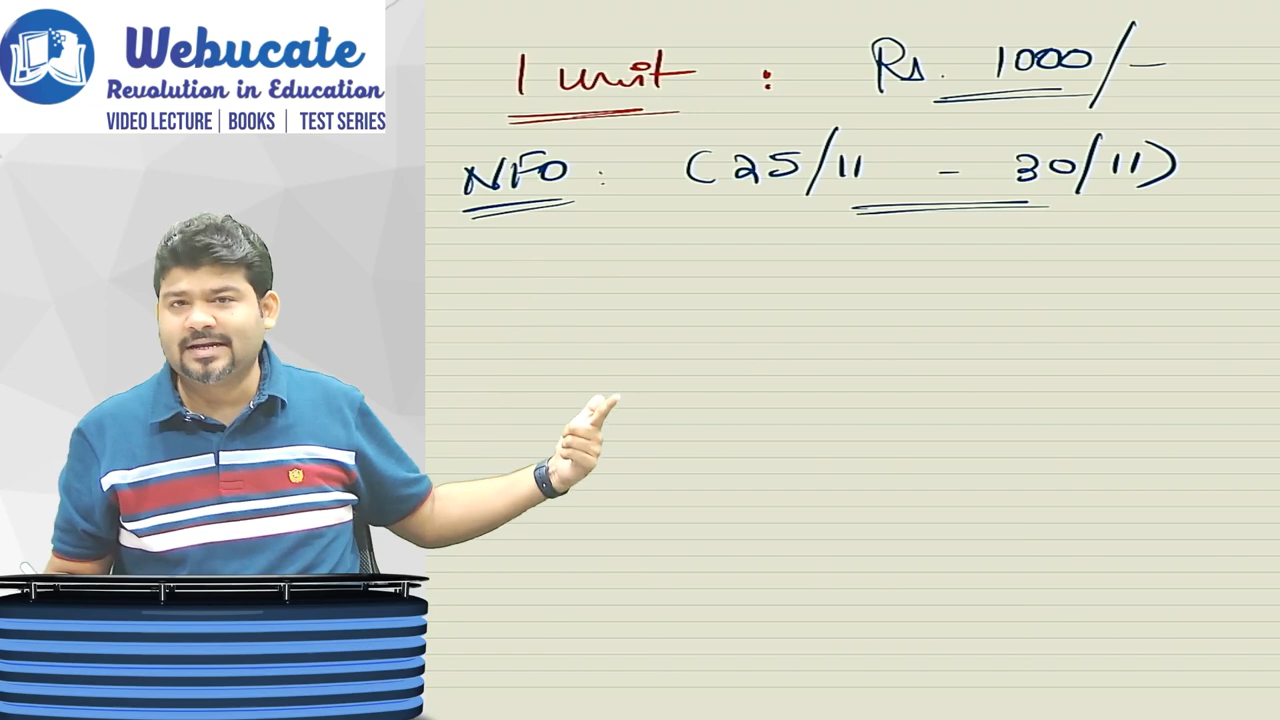 Webucate
Revolution in Education
VIDEO LECTURE | BOOKS | TEST SERIES
1 unit : Rs. 1000/-
NFO : (25/11 - 30/11)